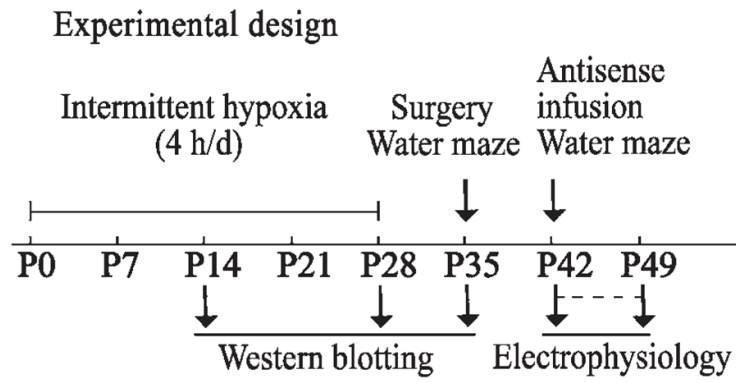 Experimental design
Intermittent hypoxia
(4 h/d)
Surgery
Water maze
Antisense
infusion
Water maze
P0 P7 P14 P21 P28 P35 P42 P49
Western blotting
Electrophysiology